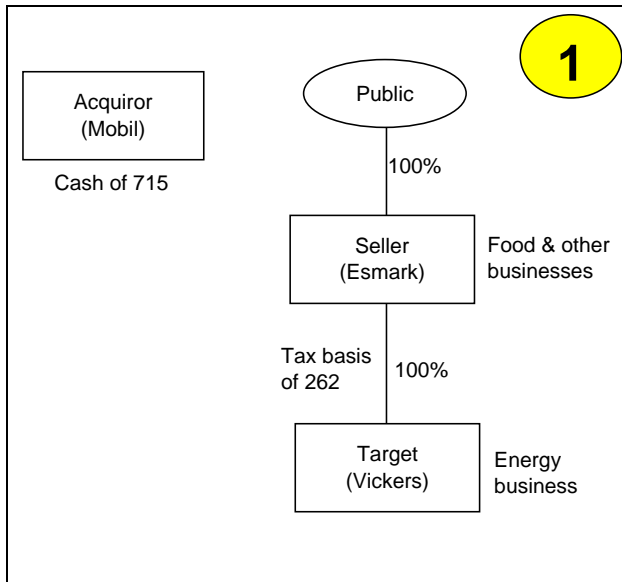 1
Acquiror
(Mobil)
Cash of 715
Public
100%
Seller
(Esmark)
Food & other
businesses
Tax basis
of 262
100%
Target
(Vickers)
Energy
business